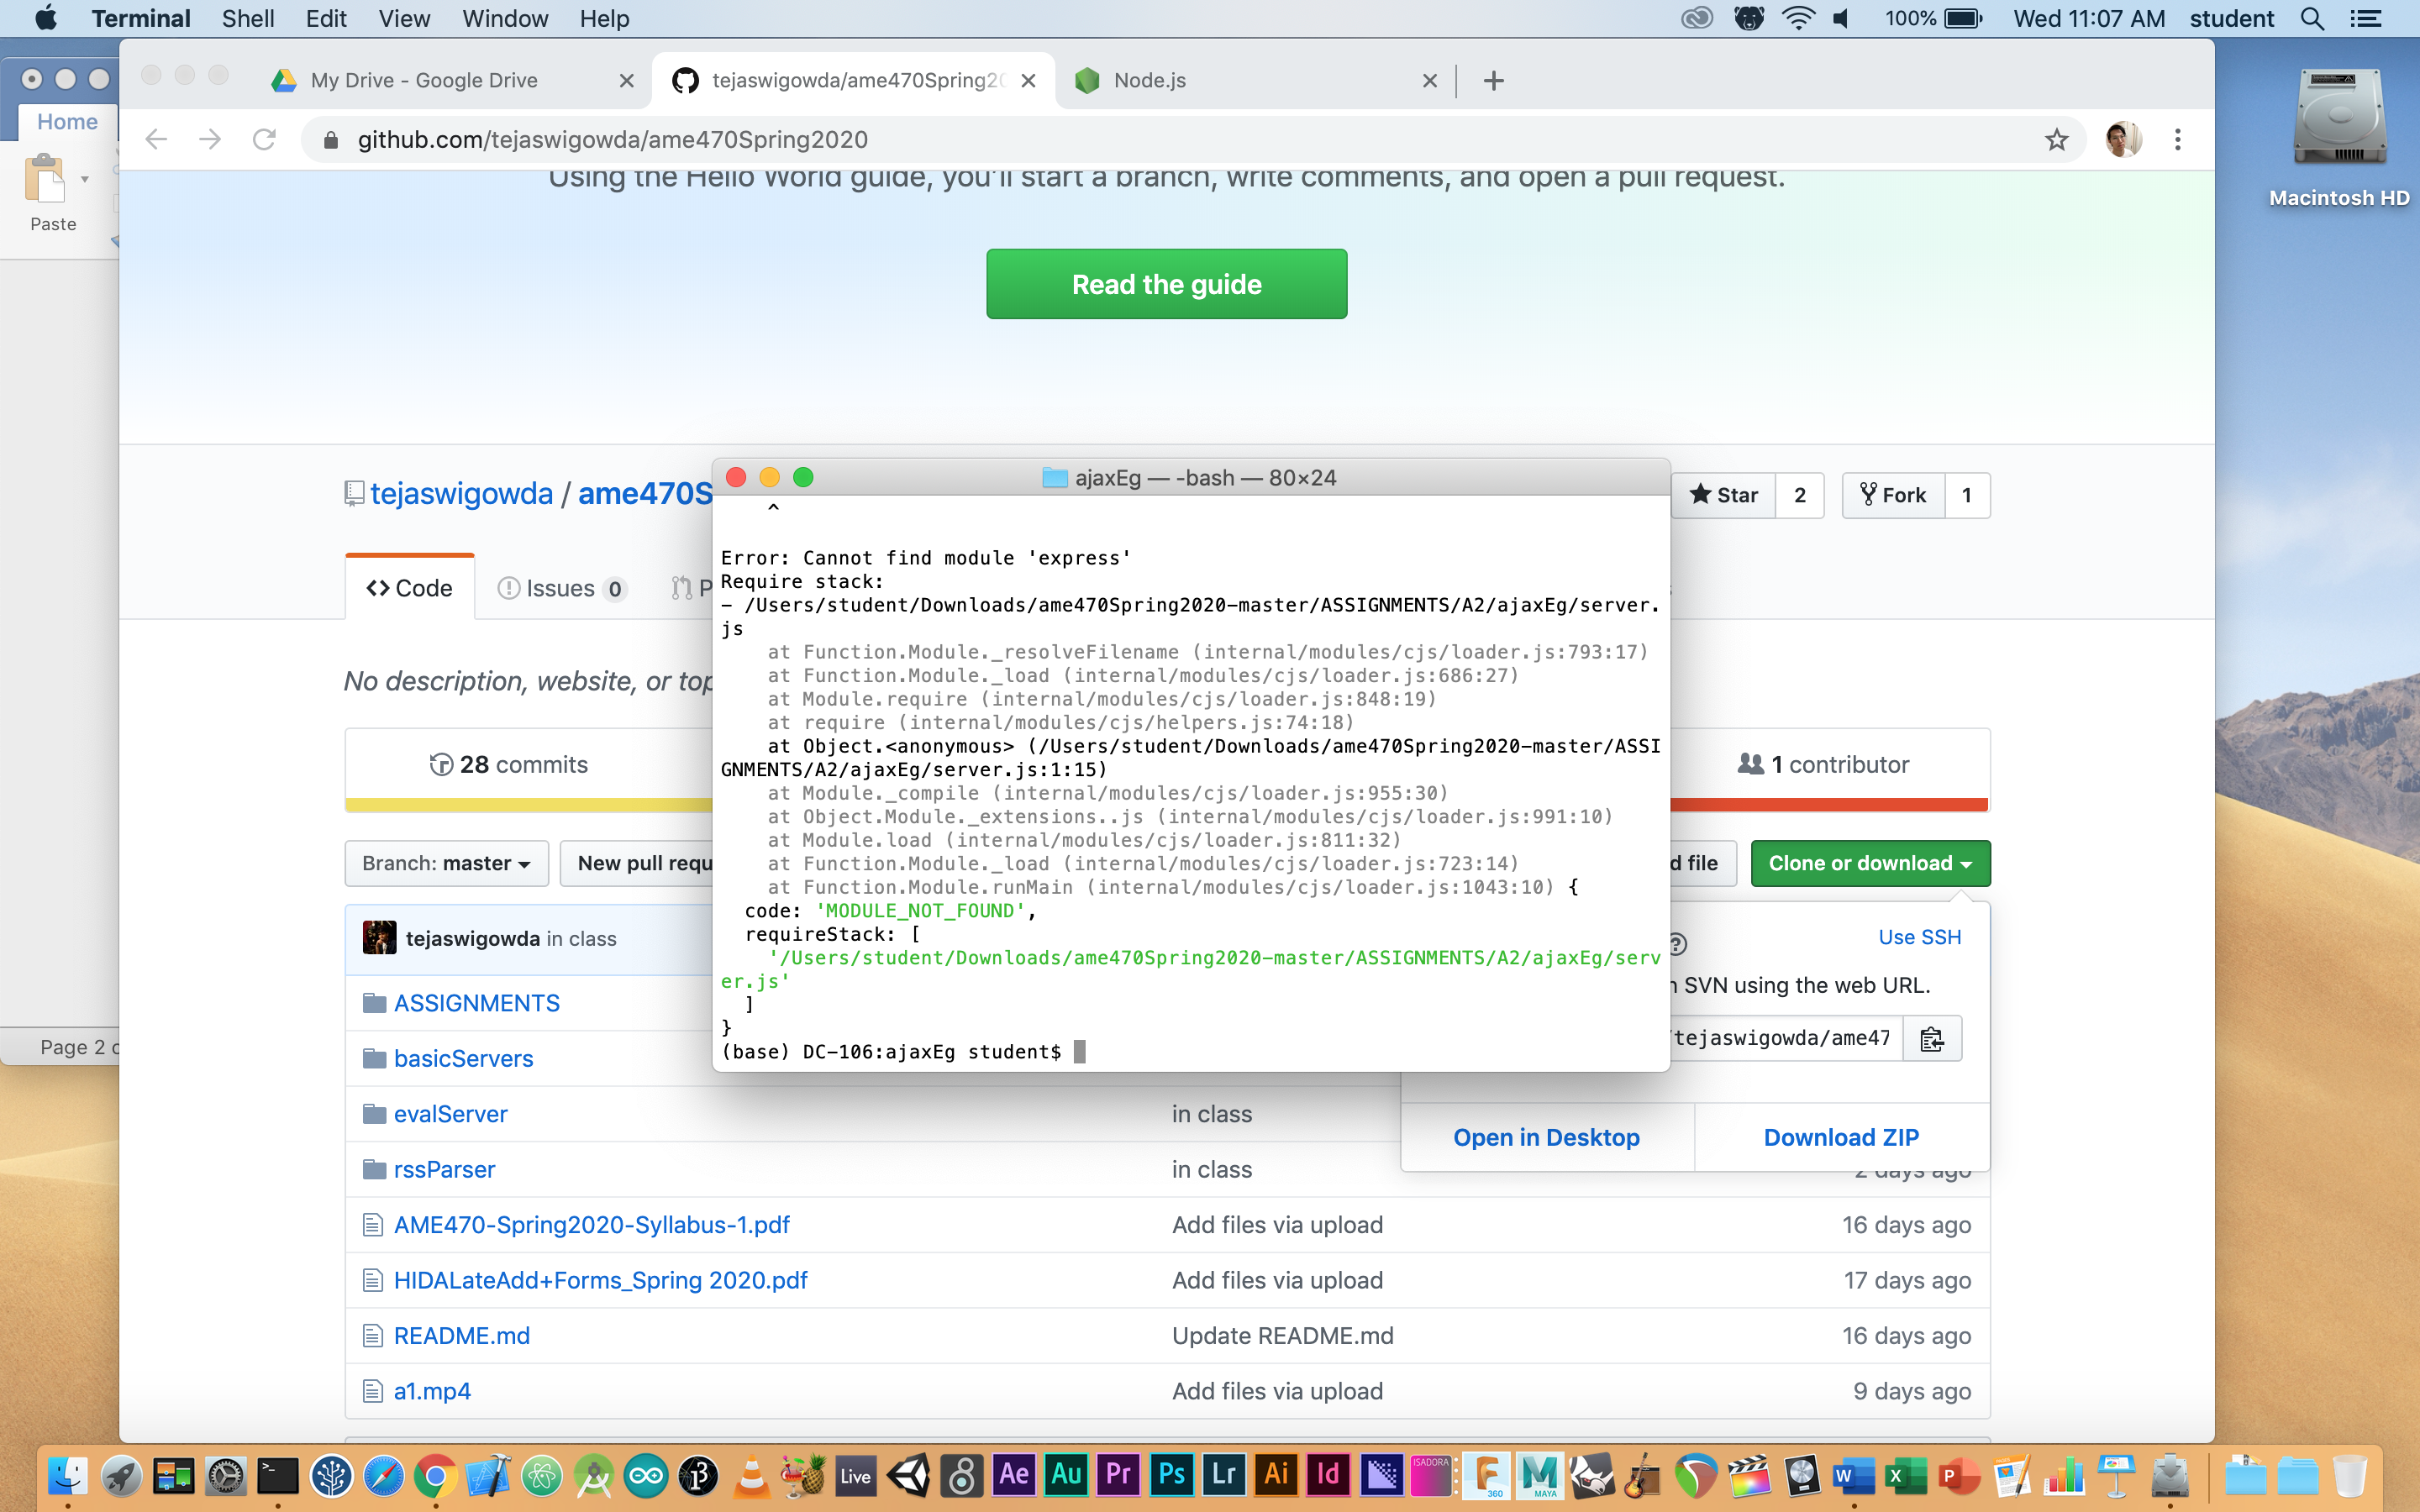 Terminal Shell Edit View Window Help 100% Wed 11:07 AM student
My Drive - Google Drive tejaswigowda/ame470Spring20 Node.js
Home
github.com/tejaswigowda/ame470Spring2020
Paste
Using the Hello World guide, you'll start a branch, write comments, and open a pull request.
Macintosh HD
Read the guide
tejaswigowda / ame470S
Star 2 Fork 1
Code Issues 0 P
No description, website, or top
28 commits
1 contributor
Branch: master New pull requ
d file Clone or download
tejaswigowda in class
Use SSH
n SVN using the web URL.
/tejaswigowda/ame47
Open in Desktop Download ZIP
ajaxEg — -bash — 80×24
^
Error: Cannot find module 'express'
Require stack:
- /Users/student/Downloads/ame470Spring2020-master/ASSIGNMENTS/A2/ajaxEg/server.
js
at Function.Module._resolveFilename (internal/modules/cjs/loader.js:793:17)
at Function.Module._load (internal/modules/cjs/loader.js:686:27)
at Module.require (internal/modules/cjs/loader.js:848:19)
at require (internal/modules/cjs/helpers.js:74:18)
at Object.<anonymous> (/Users/student/Downloads/ame470Spring2020-master/ASSI
GNMENTS/A2/ajaxEg/server.js:1:15)
at Module._compile (internal/modules/cjs/loader.js:955:30)
at Object.Module._extensions..js (internal/modules/cjs/loader.js:991:10)
at Module.load (internal/modules/cjs/loader.js:811:32)
at Function.Module._load (internal/modules/cjs/loader.js:723:14)
at Function.Module.runMain (internal/modules/cjs/loader.js:1043:10) {
code: 'MODULE_NOT_FOUND',
requireStack: [
'/Users/student/Downloads/ame470Spring2020-master/ASSIGNMENTS/A2/ajaxEg/serv
er.js'
]
}
(base) DC-106:ajaxEg student$
Page 2 o
ASSIGNMENTS
basicServers
evalServer in class
rssParser in class 2 days ago
AME470-Spring2020-Syllabus-1.pdf Add files via upload 16 days ago
HIDALateAdd+Forms_Spring 2020.pdf Add files via upload 17 days ago
README.md Update README.md 16 days ago
a1.mp4 Add files via upload 9 days ago
Live Ae Au Pr Ps Lr Ai Id ISADORA F 360 M MAYA W X P